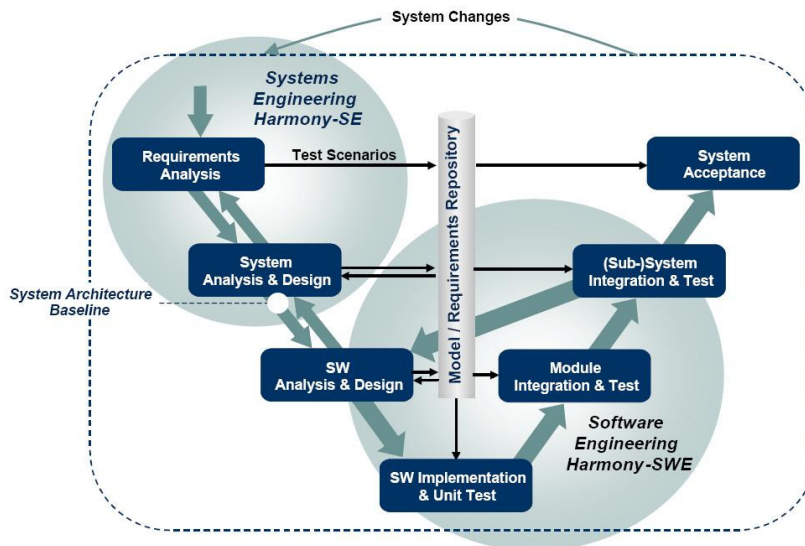 System Changes
Systems
Engineering
Harmony-SE
Requirements
Analysis
Test Scenarios
Model / Requirements Repository
System
Acceptance
System
Analysis & Design
(Sub-)System
Integration & Test
System Architecture
Baseline
SW
Analysis & Design
Module
Integration & Test
Software
Engineering
Harmony-SWE
SW Implementation
& Unit Test